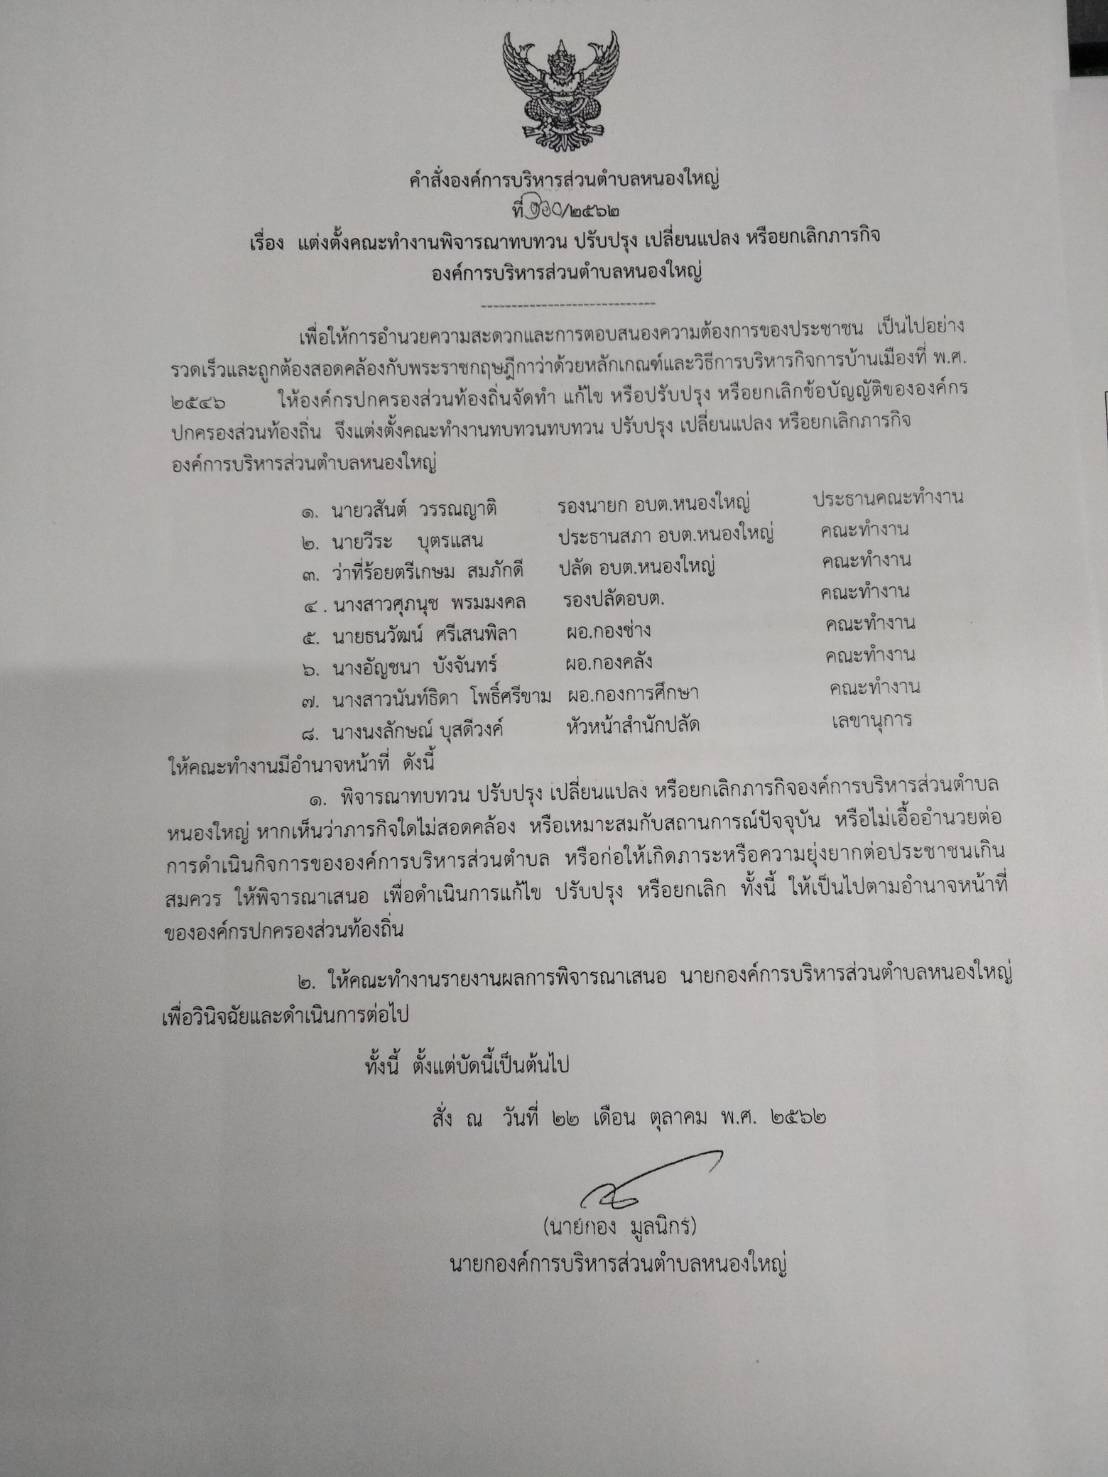 คำสั่งองค์การบริหารส่วนตำบลหนองใหญ่
ที่ /๒๕๖๒
เรื่อง แต่งตั้งคณะทำงานพิจารณาทบทวน ปรับปรุง เปลี่ยนแปลง หรือยกเลิกภารกิจ
องค์การบริหารส่วนตำบลหนองใหญ่
-----------------------------
เพื่อให้การอำนวยความสะดวกและการตอบสนองความต้องการของประชาชน เป็นไปอย่าง
รวดเร็วและถูกต้องสอดคล้องกับพระราชกฤษฎีกาว่าด้วยหลักเกณฑ์และวิธีการบริหารกิจการบ้านเมืองที่ พ.ศ.
๒๕๔๖ ให้องค์กรปกครองส่วนท้องถิ่นจัดทำ แก้ไข หรือปรับปรุง หรือยกเลิกข้อบัญญัติขององค์กร
ปกครองส่วนท้องถิ่น จึงแต่งตั้งคณะทำงานทบทวนทบทวน ปรับปรุง เปลี่ยนแปลง หรือยกเลิกภารกิจ
องค์การบริหารส่วนตำบลหนองใหญ่
๑. นายวสันต์ วรรณญาติ รองนายก อบต.หนองใหญ่ ประธานคณะทำงาน
๒. นายวีระ บุตรแสน ประธานสภา อบต.หนองใหญ่ คณะทำงาน
๓. ว่าที่ร้อยตรีเกษม สมภักดี ปลัด อบต.หนองใหญ่ คณะทำงาน
๔ . นางสาวศุภนุช พรมมงคล รองปลัดอบต. คณะทำงาน
๕. นายธนวัฒน์ ศรีเสนพิลา ผอ.กองช่าง คณะทำงาน
๖. นางอัญชนา บังจันทร์ ผอ.กองคลัง คณะทำงาน
๗. นางสาวนันท์ธิดา โพธิ์ศรีขาม ผอ.กองการศึกษา คณะทำงาน
๘. นางนงลักษณ์ บุสดีวงค์ หัวหน้าสำนักปลัด เลขานุการ
ให้คณะทำงานมีอำนาจหน้าที่ ดังนี้
๑. พิจารณาทบทวน ปรับปรุง เปลี่ยนแปลง หรือยกเลิกภารกิจองค์การบริหารส่วนตำบล
หนองใหญ่ หากเห็นว่าภารกิจใดไม่สอดคล้อง หรือเหมาะสมกับสถานการณ์ปัจจุบัน หรือไม่เอื้ออำนวยต่อ
การดำเนินกิจการขององค์การบริหารส่วนตำบล หรือก่อให้เกิดภาระหรือความยุ่งยากต่อประชาชนเกิน
สมควร ให้พิจารณาเสนอ เพื่อดำเนินการแก้ไข ปรับปรุง หรือยกเลิก ทั้งนี้ ให้เป็นไปตามอำนาจหน้าที่
ขององค์กรปกครองส่วนท้องถิ่น
๒. ให้คณะทำงานรายงานผลการพิจารณาเสนอ นายกองค์การบริหารส่วนตำบลหนองใหญ่
เพื่อวินิจฉัยและดำเนินการต่อไป
ทั้งนี้ ตั้งแต่บัดนี้เป็นต้นไป
สั่ง ณ วันที่ ๒๒ เดือน ตุลาคม พ.ศ. ๒๕๖๒
(นายกอง มูลนิกร)
นายกองค์การบริหารส่วนตำบลหนองใหญ่